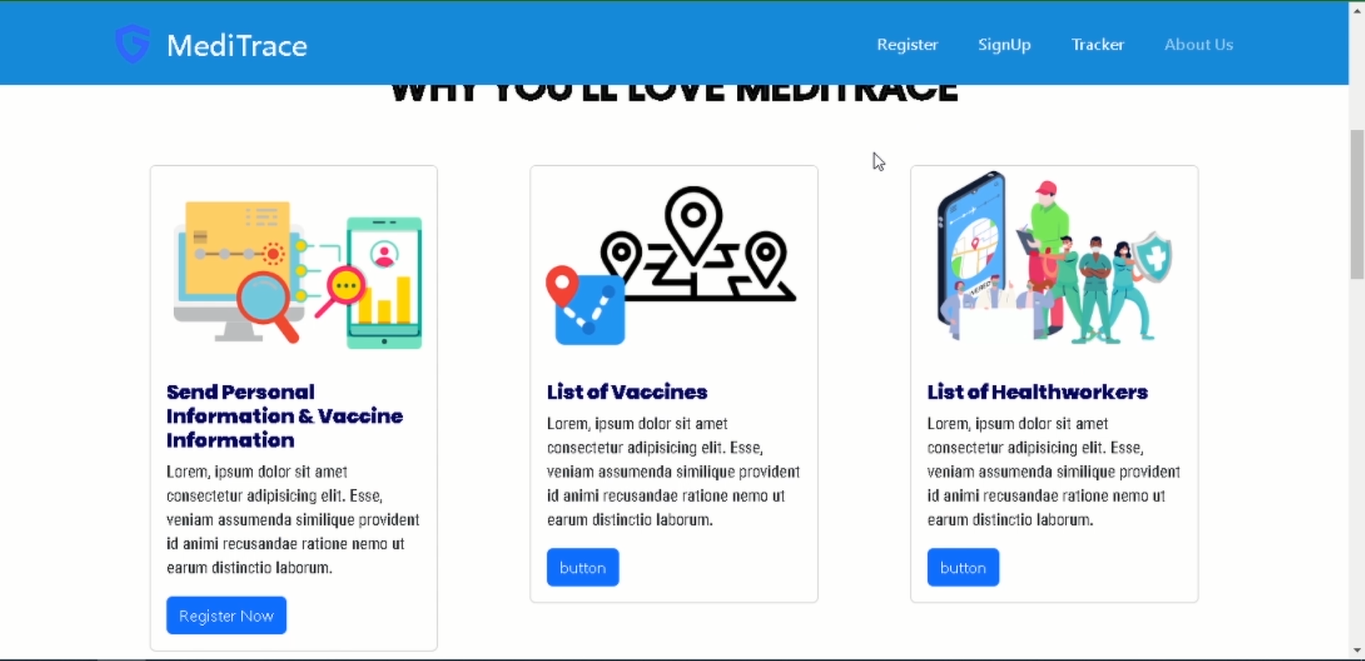 MediTrace
Register
SignUp
Tracker
About Us
WHY YOU'LL LOVE MEDITRACE
Send Personal
Information & Vaccine
Information
Lorem, ipsum dolor sit amet
consectetur adipisicing elit. Esse,
veniam assumenda similique provident
id animi recusandae ratione nemo ut
earum distinctio laborum.
Register Now
List of Vaccines
Lorem, ipsum dolor sit amet
consectetur adipisicing elit. Esse,
veniam assumenda similique provident
id animi recusandae ratione nemo ut
earum distinctio laborum.
button
List of Healthworkers
Lorem, ipsum dolor sit amet
consectetur adipisicing elit. Esse,
veniam assumenda similique provident
id animi recusandae ratione nemo ut
earum distinctio laborum.
button